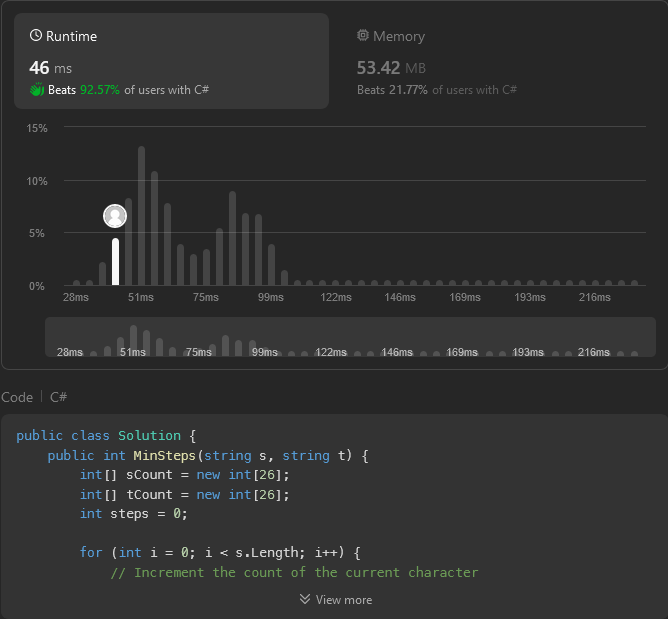 Runtime
46 ms
Beats 92.57% of users with C#
Memory
53.42 MB
Beats 21.77% of users with C#
15%
10%
5%
0%
28ms 51ms 75ms 99ms 122ms 146ms 169ms 193ms 216ms
28ms 51ms 75ms 99ms 122ms 146ms 169ms 193ms 216ms
Code | C#
public class Solution {
    public int MinSteps(string s, string t) {
        int[] sCount = new int[26];
        int[] tCount = new int[26];
        int steps = 0;

        for (int i = 0; i < s.Length; i++) {
            // Increment the count of the current character
View more